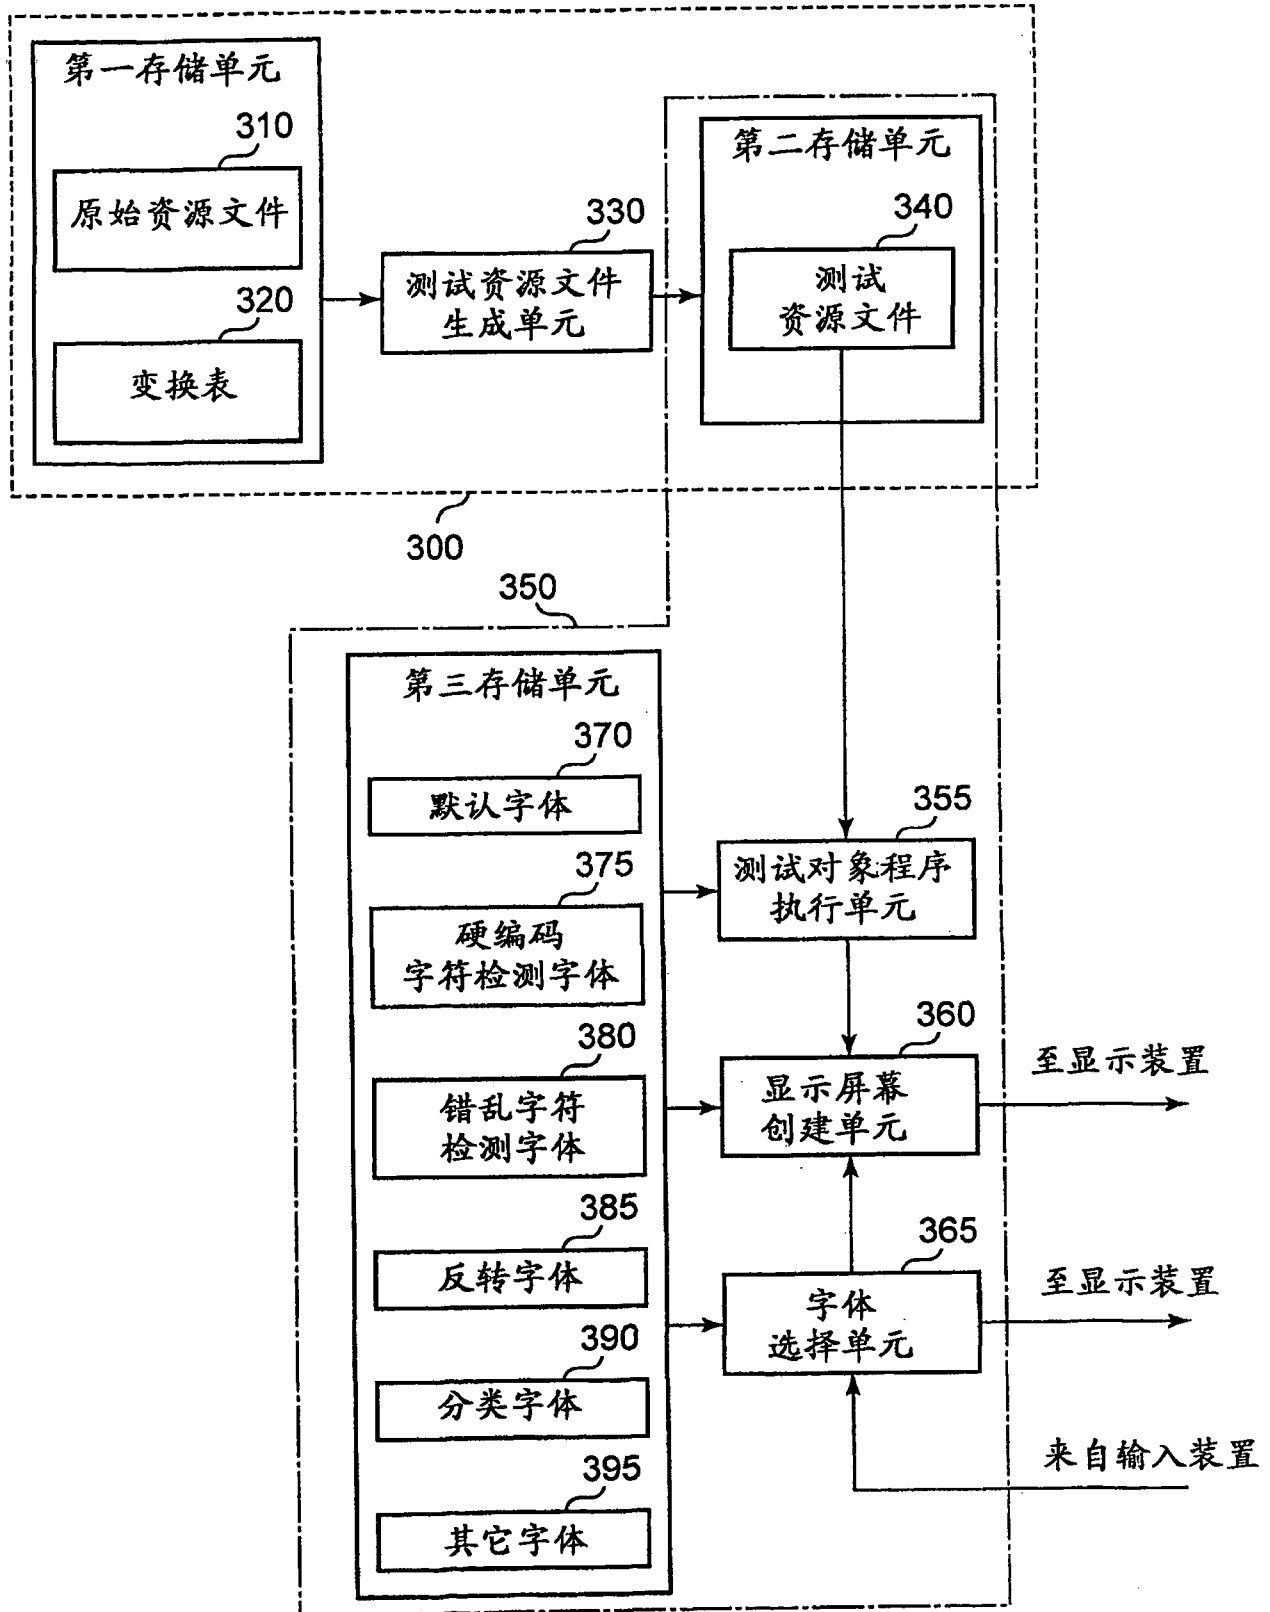 第一存储单元
310
原始资源文件
320
变换表
330
测试资源文件
生成单元
第二存储单元
340
测试
资源文件
300
350
第三存储单元
370
默认字体
375
硬编码
字符检测字体
380
错乱字符
检测字体
385
反转字体
390
分类字体
395
其它字体
355
测试对象程序
执行单元
360
显示屏幕
创建单元
至显示装置
365
字体
选择单元
至显示装置
来自输入装置